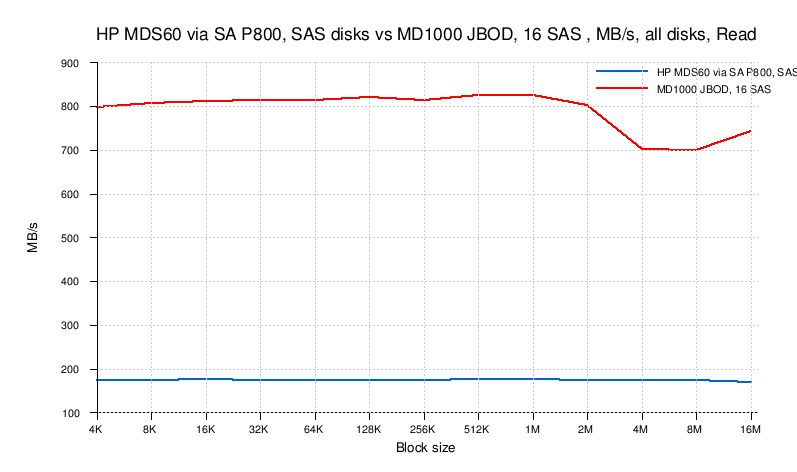 HP MDS60 via SA P800, SAS disks vs MD1000 JBOD, 16 SAS , MB/s, all disks, Read
HP MDS60 via SA P800, SAS
MD1000 JBOD, 16 SAS
900
800
700
600
500
400
300
200
100
MB/s
4K 8K 16K 32K 64K 128K 256K 512K 1M 2M 4M 8M 16M
Block size